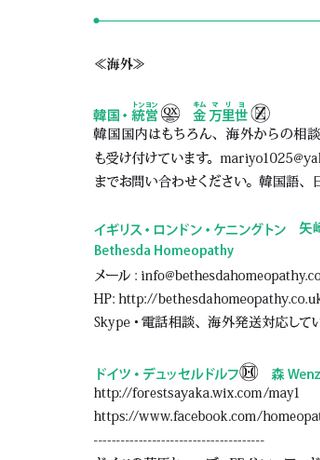 ≪海外≫
韓国・統営 QX 金 万里世 Z
トンヨン キム マ リ ヨ
韓国国内はもちろん、海外からの相談
も受け付けています。mariyo1025@ya
までお問い合わせください。韓国語、日
イギリス・ロンドン・ケニングトン 矢崎
Bethesda Homeopathy
メール : info@bethesdahomeopathy.co
HP: http://bethesdahomeopathy.co.uk
Skype・電話相談、海外発送対応してい
ドイツ・デュッセルドルフ 森 Wenz
http://forestsayaka.wix.com/may1
https://www.facebook.com/homeopat
--------------------------------------